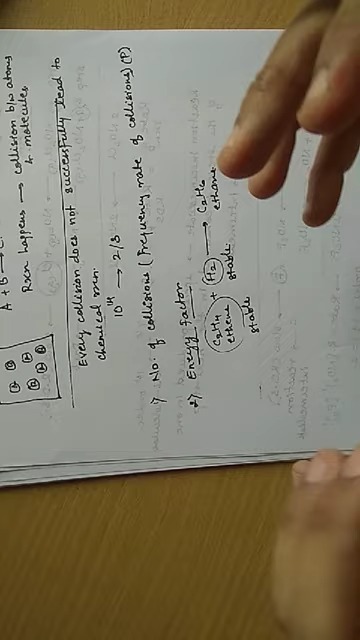 A + B → C
Rxn happens → collision b/w atoms
& molecules
A B
A B A B
Every collision does not successfully lead to
chemical rxn.
10¹⁴ → 2/3
1) No: of collisions (Frequency rate of collisions) (P)
2) Energy factor
C₂H₄ + H₂ → C₂H₆
ethene stable ethane
stable